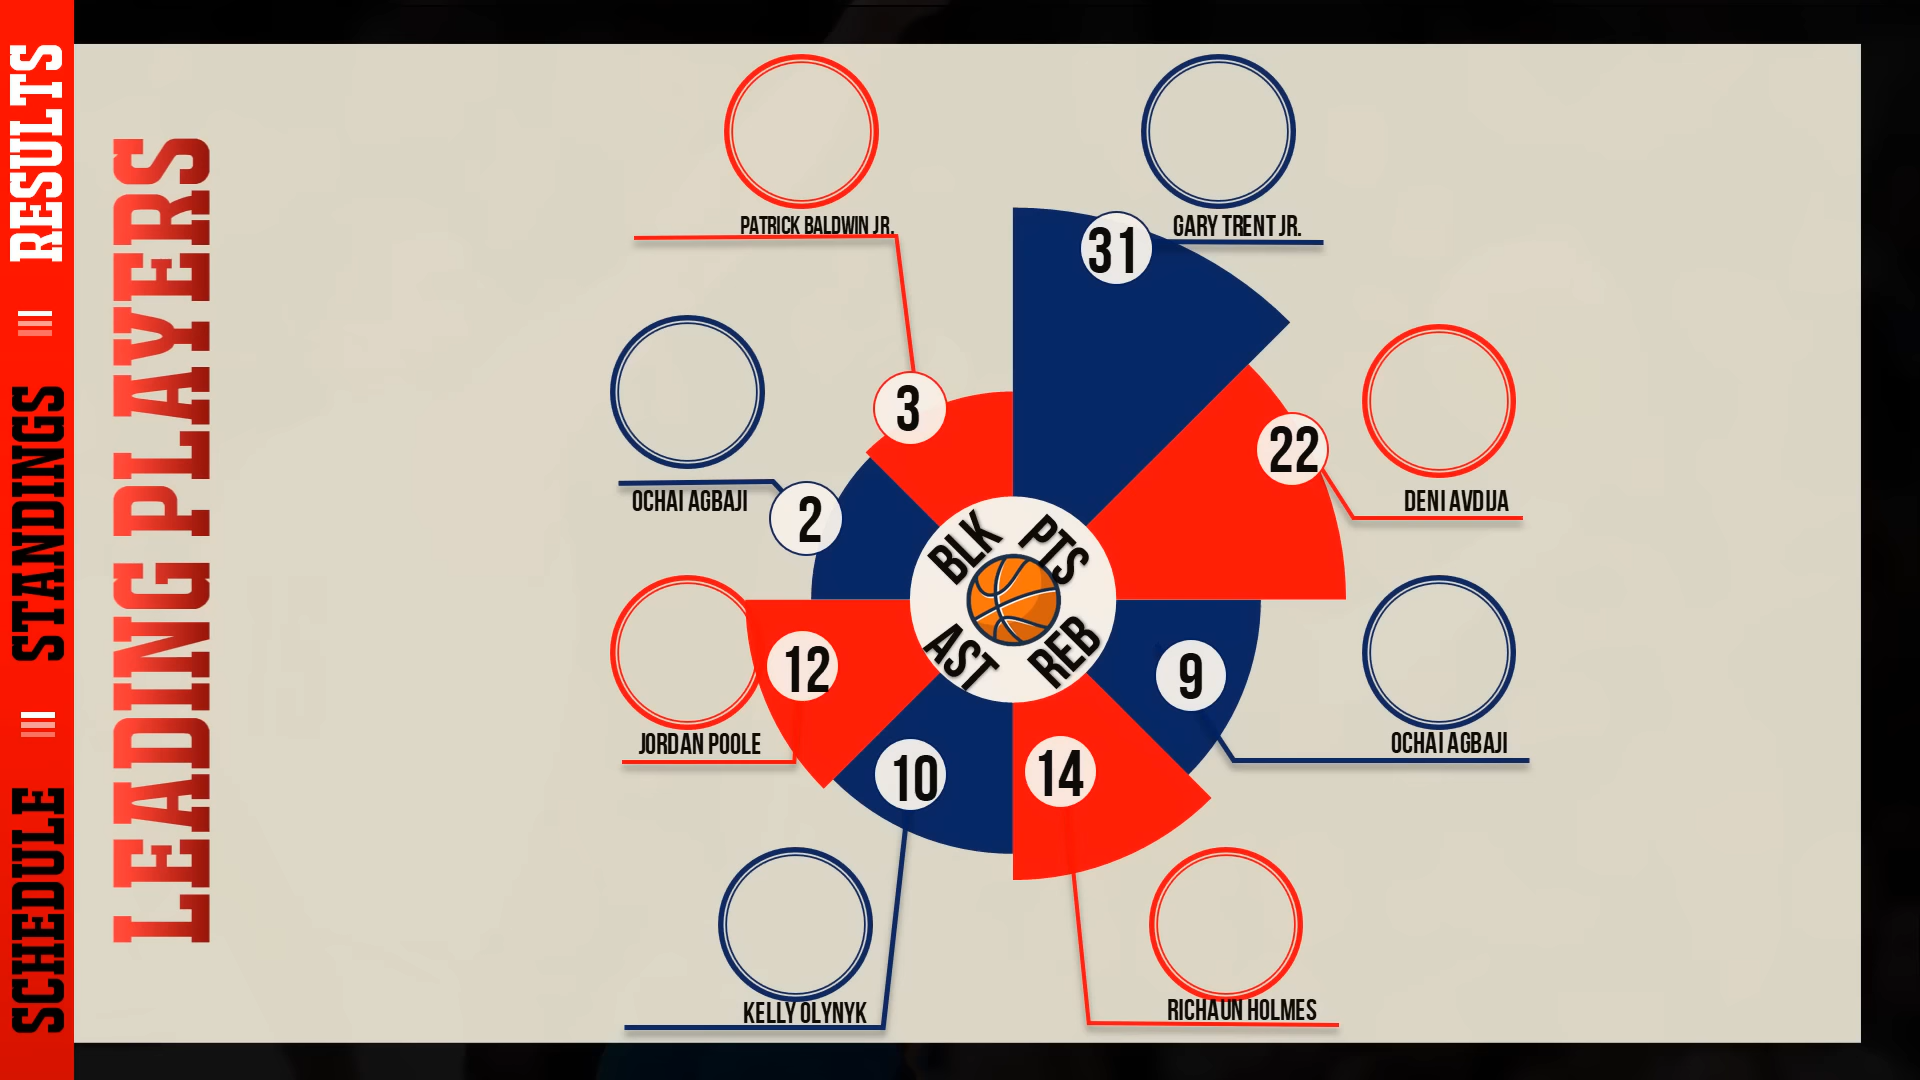 RESULTS
STANDINGS
SCHEDULE
LEADING PLAYERS
PATRICK BALDWIN JR.
GARY TRENT JR.
31
3
22
OCHAI AGBAJI
2
DENI AVDIJA
BLK
PTS
AST
REB
12
9
JORDAN POOLE
OCHAI AGBAJI
10
14
KELLY OLYNYK
RICHAUN HOLMES